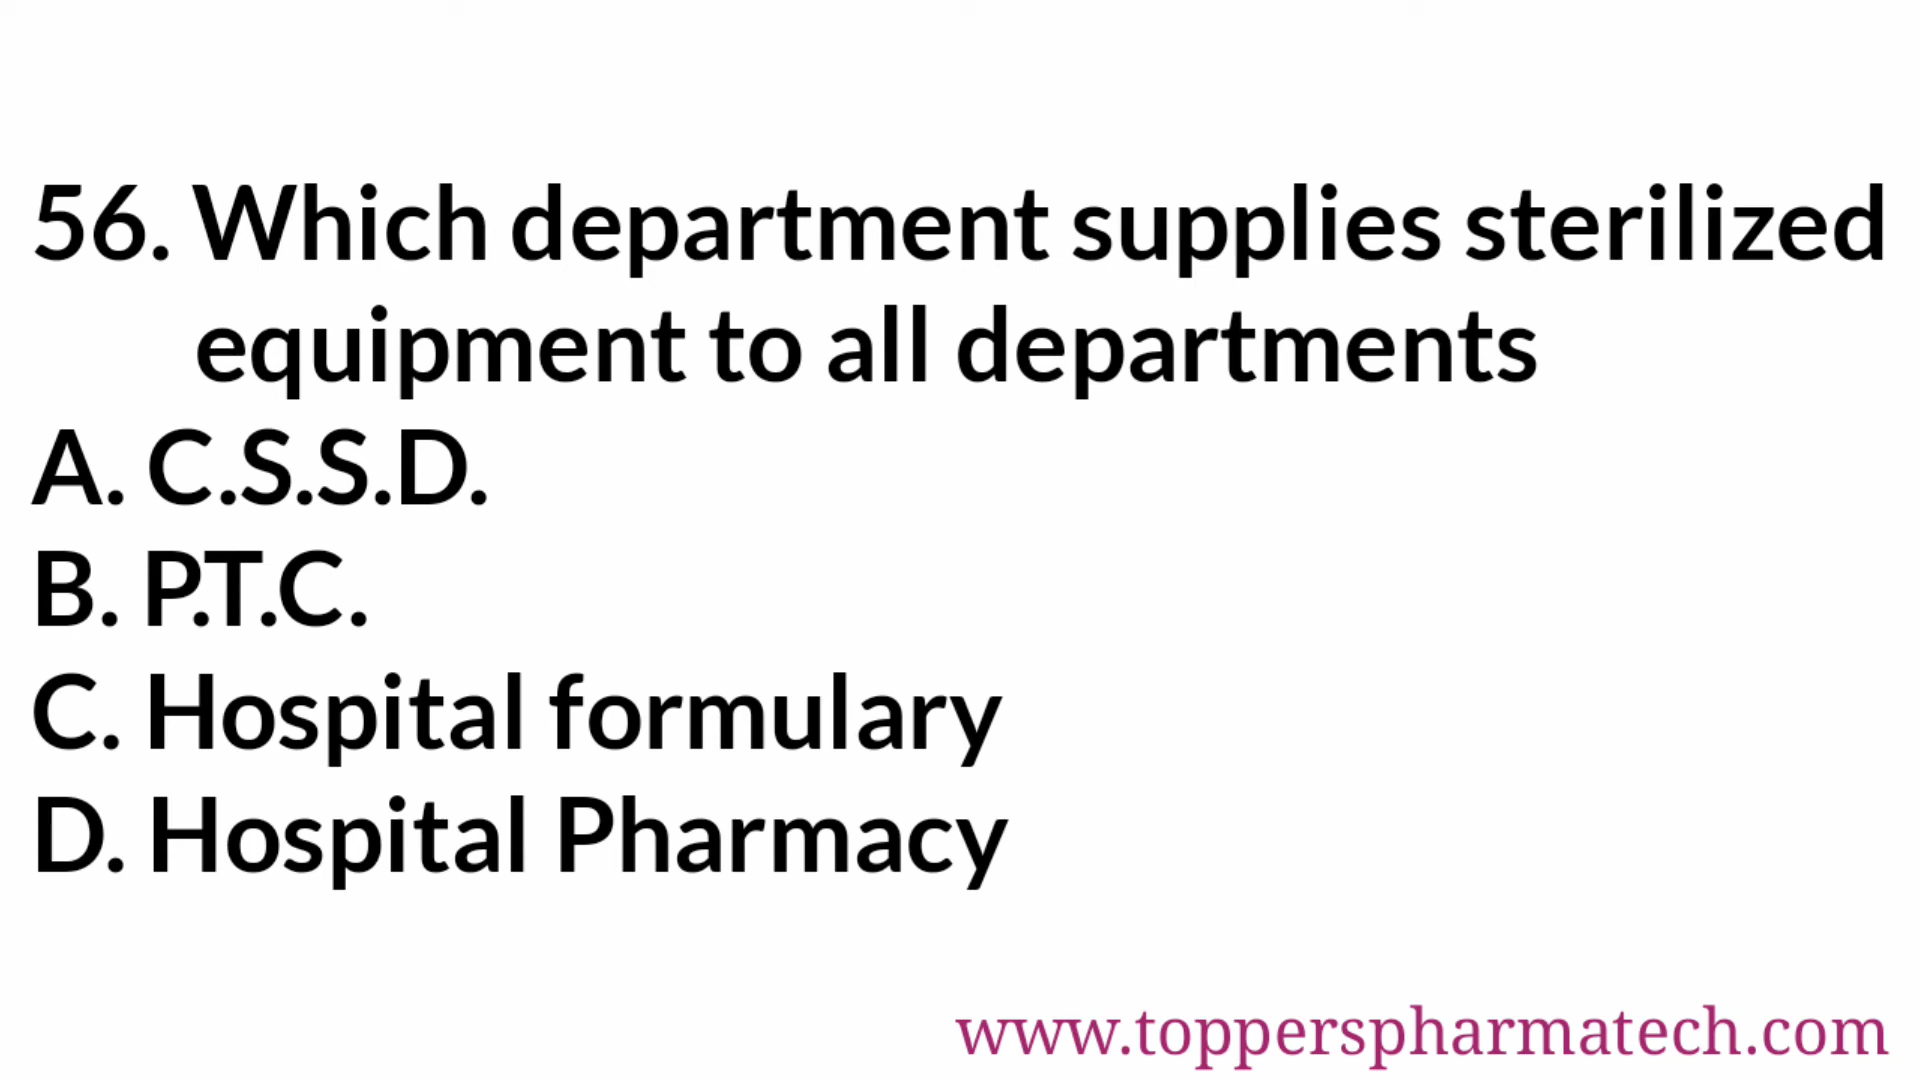 56. Which department supplies sterilized
equipment to all departments
A. C.S.S.D.
B. P.T.C.
C. Hospital formulary
D. Hospital Pharmacy
www.topperspharmatech.com